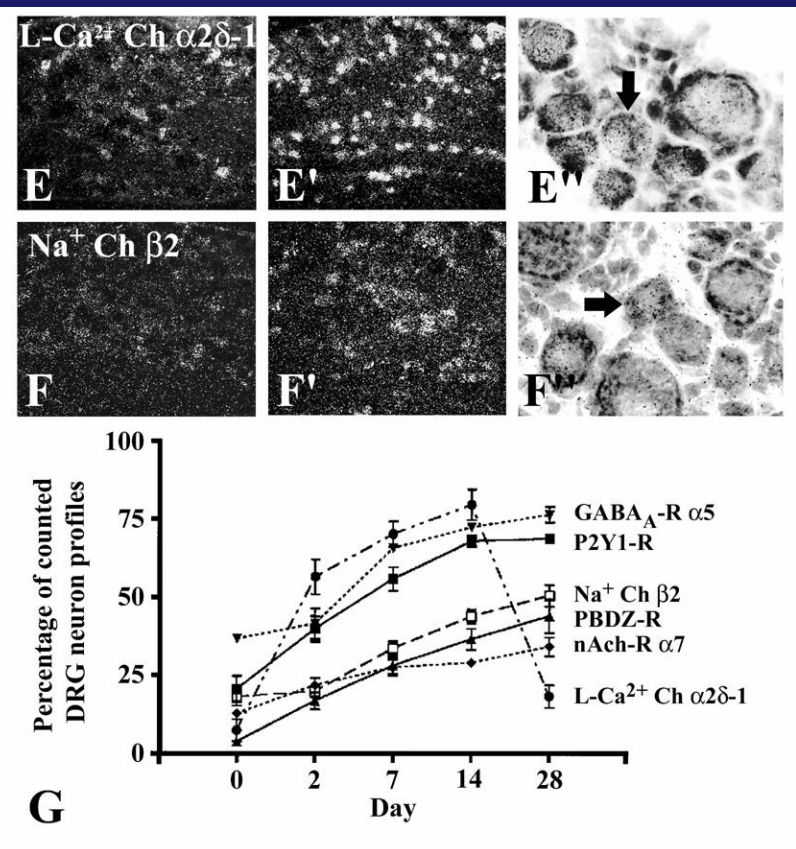 L-Ca²⁺ Ch α2δ-1
E
E'
E"
Na⁺ Ch β2
F
F'
F"
100
75
50
25
0
Percentage of counted
DRG neuron profiles
GABA_A-R α5
P2Y1-R
Na⁺ Ch β2
PBDZ-R
nAch-R α7
L-Ca²⁺ Ch α2δ-1
0 2 7 14 28
Day
G